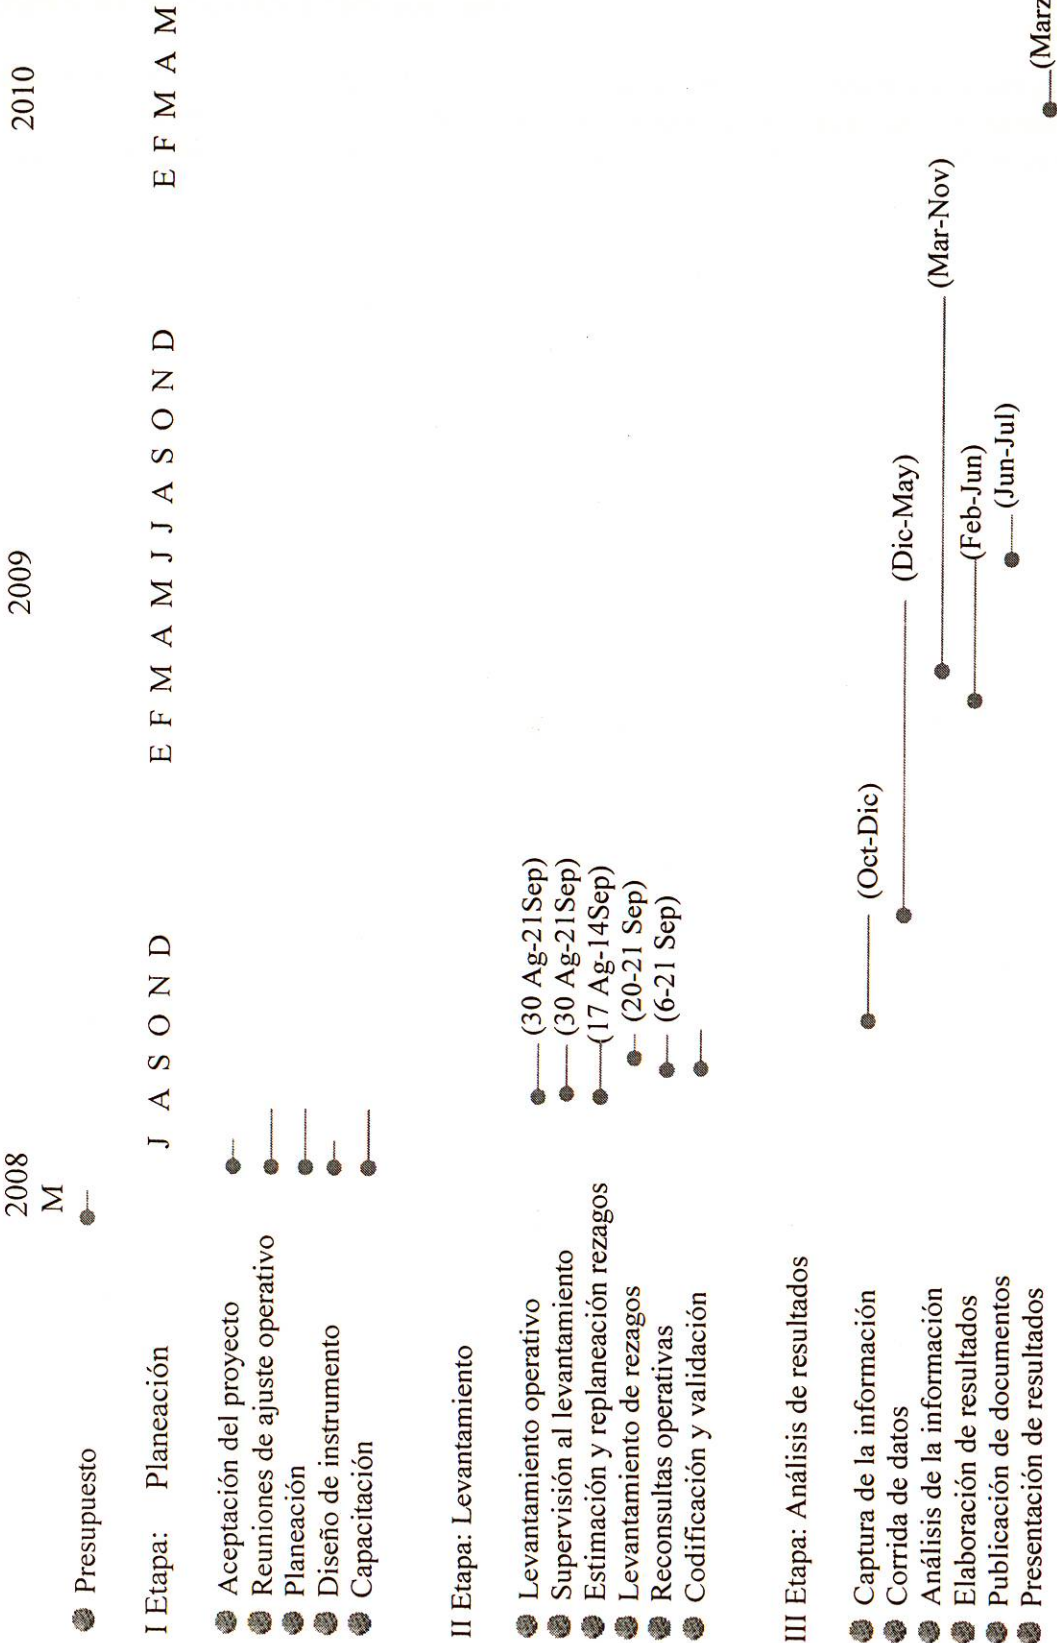 2008 2009 2010
M
Presupuesto
I Etapa: Planeación J A S O N D E F M A M J J A S O N D E F M A M
Aceptación del proyecto
Reuniones de ajuste operativo
Planeación
Diseño de instrumento
Capacitación
II Etapa: Levantamiento
Levantamiento operativo (30 Ag-21Sep)
Supervisión al levantamiento (30 Ag-21Sep)
Estimación y replaneación rezagos (17 Ag-14Sep)
Levantamiento de rezagos (20-21 Sep)
Reconsultas operativas (6-21 Sep)
Codificación y validación
III Etapa: Análisis de resultados
Captura de la información (Oct-Dic)
Corrida de datos (Dic-May)
Análisis de la información (Mar-Nov)
Elaboración de resultados (Feb-Jun)
Publicación de documentos (Jun-Jul)
Presentación de resultados (Marz